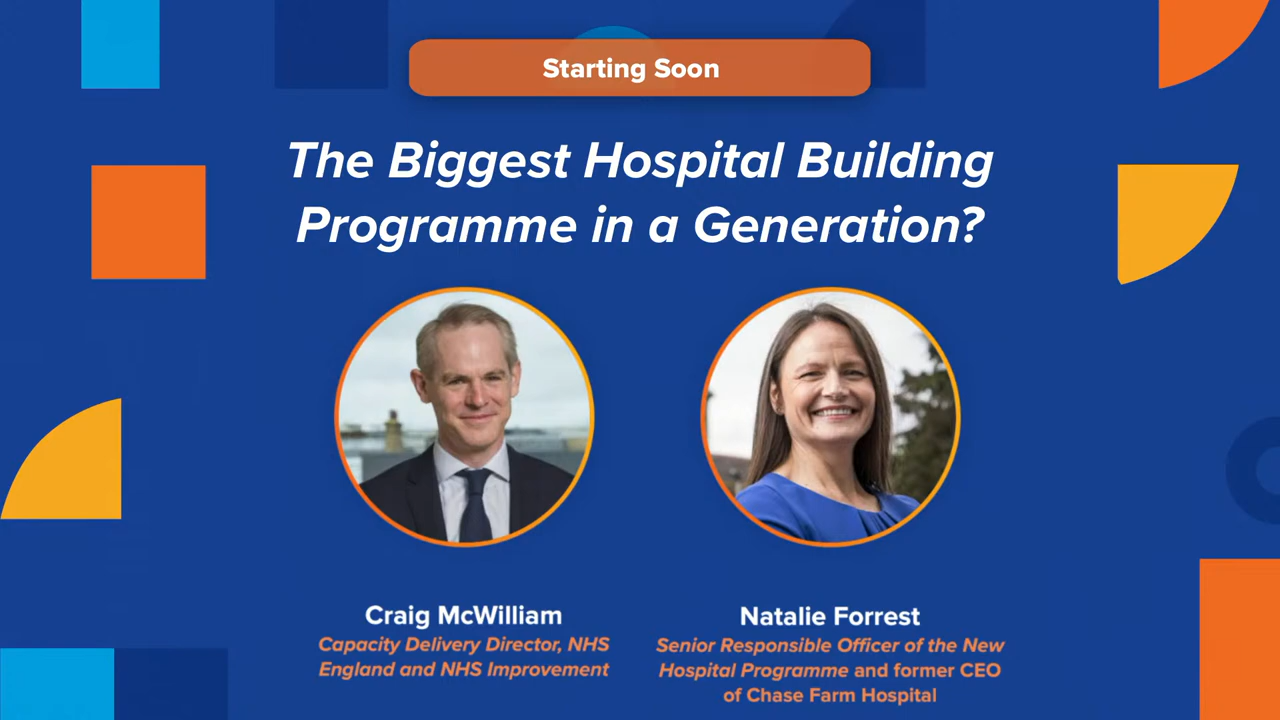 Starting Soon
The Biggest Hospital Building
Programme in a Generation?
Craig McWilliam
Capacity Delivery Director, NHS
England and NHS Improvement
Natalie Forrest
Senior Responsible Officer of the New
Hospital Programme and former CEO
of Chase Farm Hospital